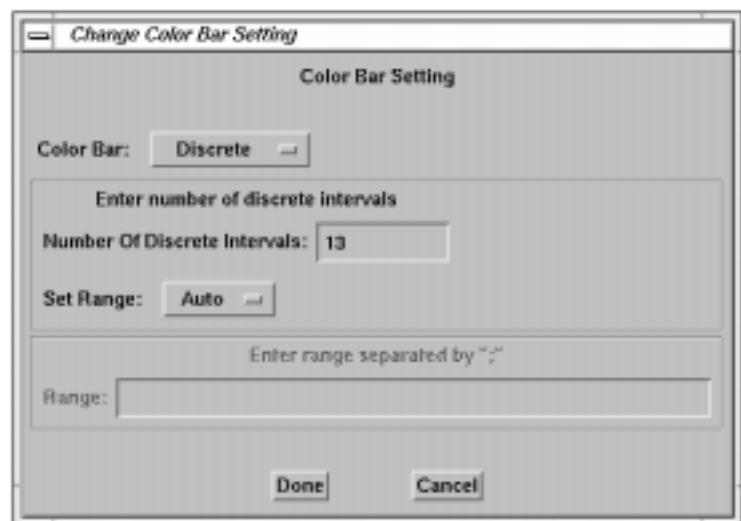 Change Color Bar Setting
Color Bar Setting
Color Bar: Discrete
Enter number of discrete intervals
Number Of Discrete Intervals: 13
Set Range: Auto
Enter range separated by ";"
Range:
Done Cancel